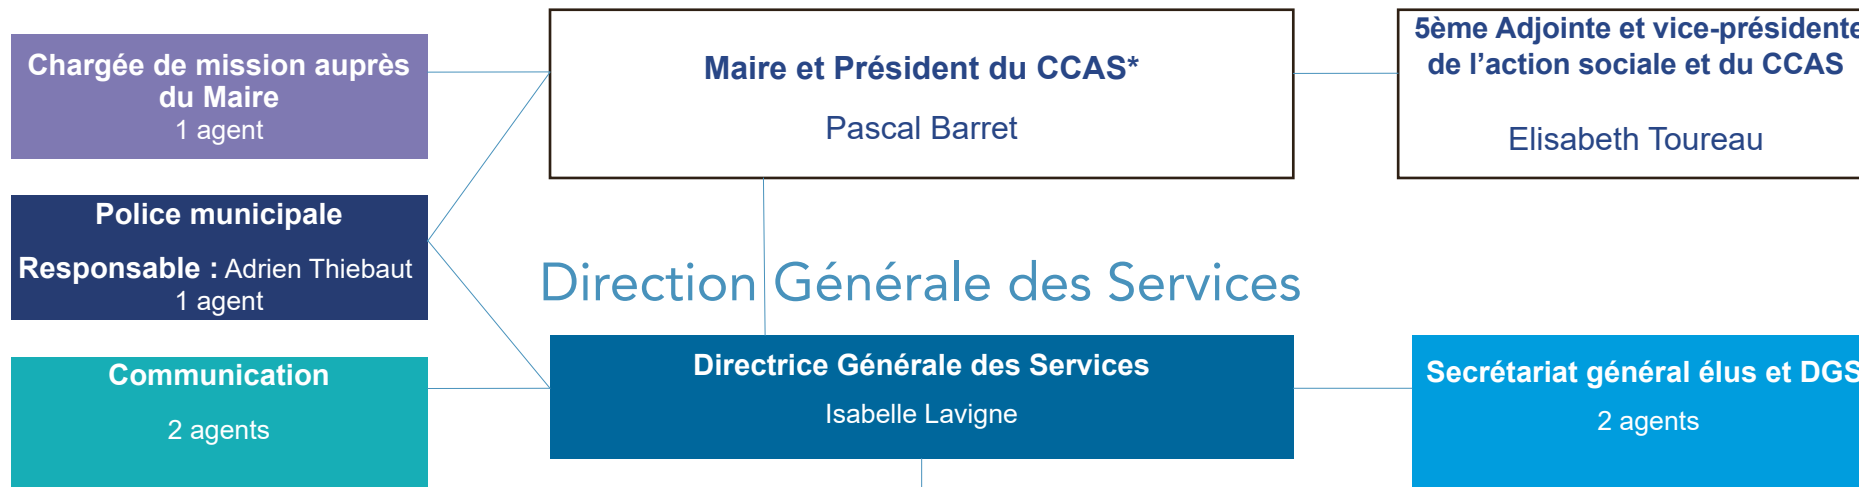 Chargée de mission auprès
du Maire
1 agent
Maire et Président du CCAS*
Pascal Barret
5ème Adjointe et vice-présidente
de l’action sociale et du CCAS
Elisabeth Toureau
Police municipale
Responsable : Adrien Thiebaut
1 agent
Direction Générale des Services
Communication
2 agents
Directrice Générale des Services
Isabelle Lavigne
Secrétariat général élus et DGS
2 agents